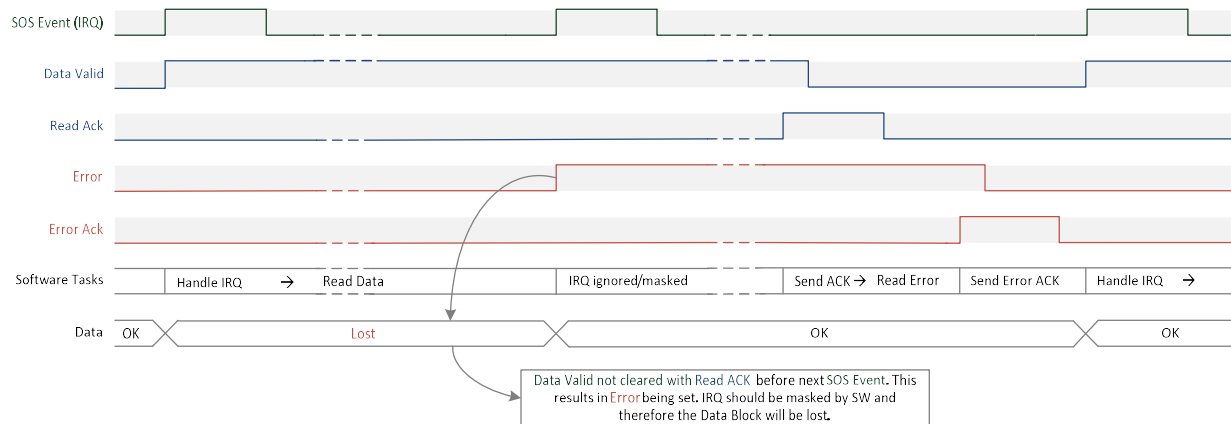 SOS Event (IRQ)
Data Valid
Read Ack
Error
Error Ack
Software Tasks Handle IRQ → Read Data IRQ ignored/masked Send ACK → Read Error Send Error ACK Handle IRQ →
Data OK Lost OK OK
Data Valid not cleared with Read ACK before next SOS Event. This
results in Error being set. IRQ should be masked by SW and
therefore the Data Block will be lost.